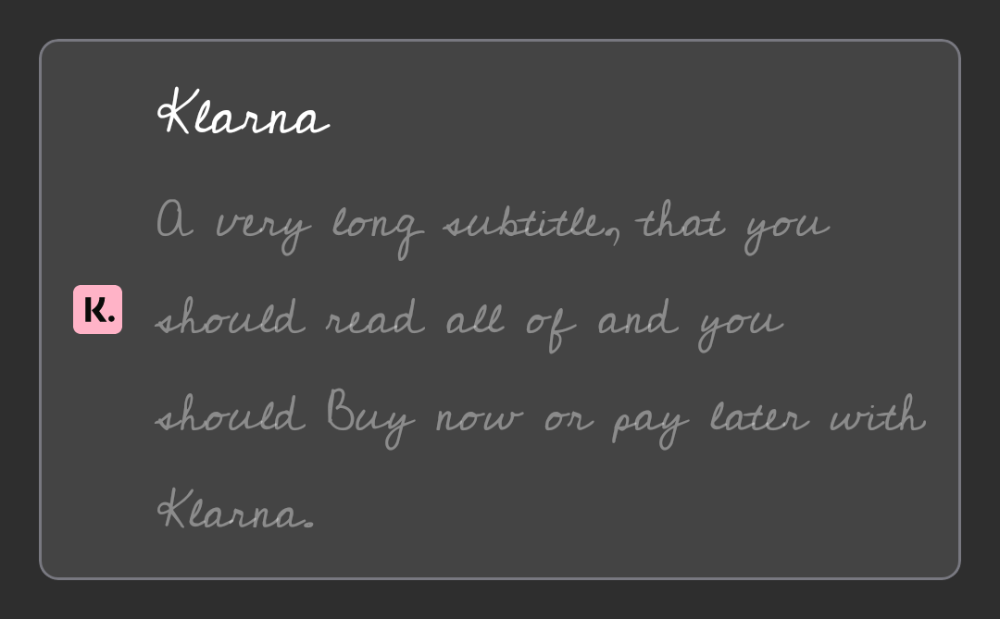 Klarna
A very long subtitle, that you
K.
should read all of and you
should Buy now or pay later with
Klarna.